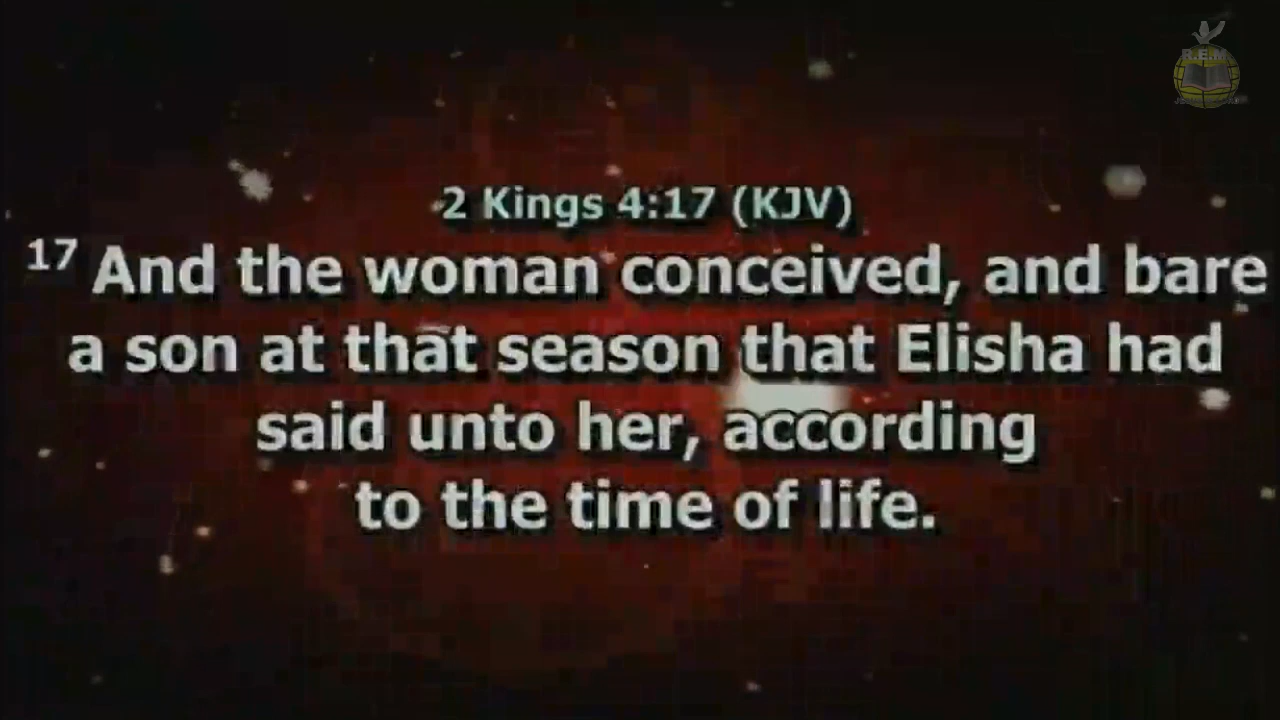 R.E.M.
2 Kings 4:17 (KJV)
17 And the woman conceived, and bare
a son at that season that Elisha had
said unto her, according
to the time of life.